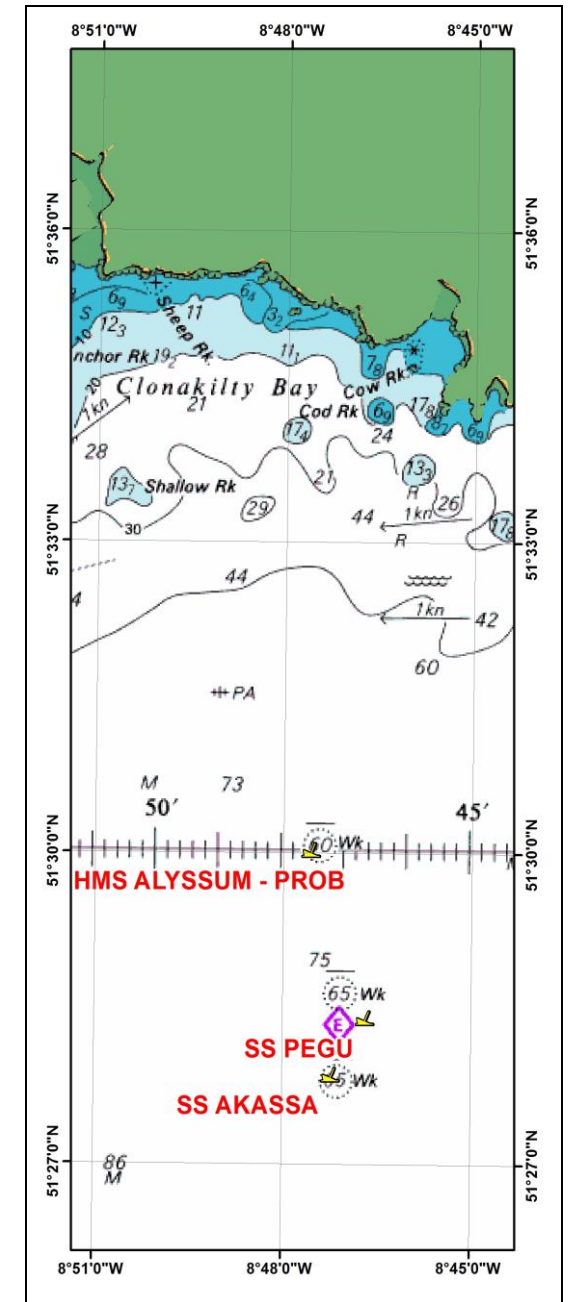 8°51'0"W 8°48'0"W 8°45'0"W
51°36'0"N 51°36'0"N
6₉
S
12₃
10
Sheep Rk.
11
6₄
3₂
nchor Rk
19₂
11₁
7₈
Cow Rk.
20
Clonakilty Bay
1kn
21
Cod Rk
6₉
17₈
6₉
17₄
24
28
13₇ Shallow Rk
21
13₃
R
26
29
44
1kn
17₈
30
R
51°33'0"N 51°33'0"N
44
4
1kn
42
60
PA
M
73
50′ 45′
51°30'0"N 51°30'0"N
60 Wk
HMS ALYSSUM - PROB
75
65 Wk
E
SS PEGU
Wk
SS AKASSA
51°27'0"N 51°27'0"N
86
M
8°51'0"W 8°48'0"W 8°45'0"W